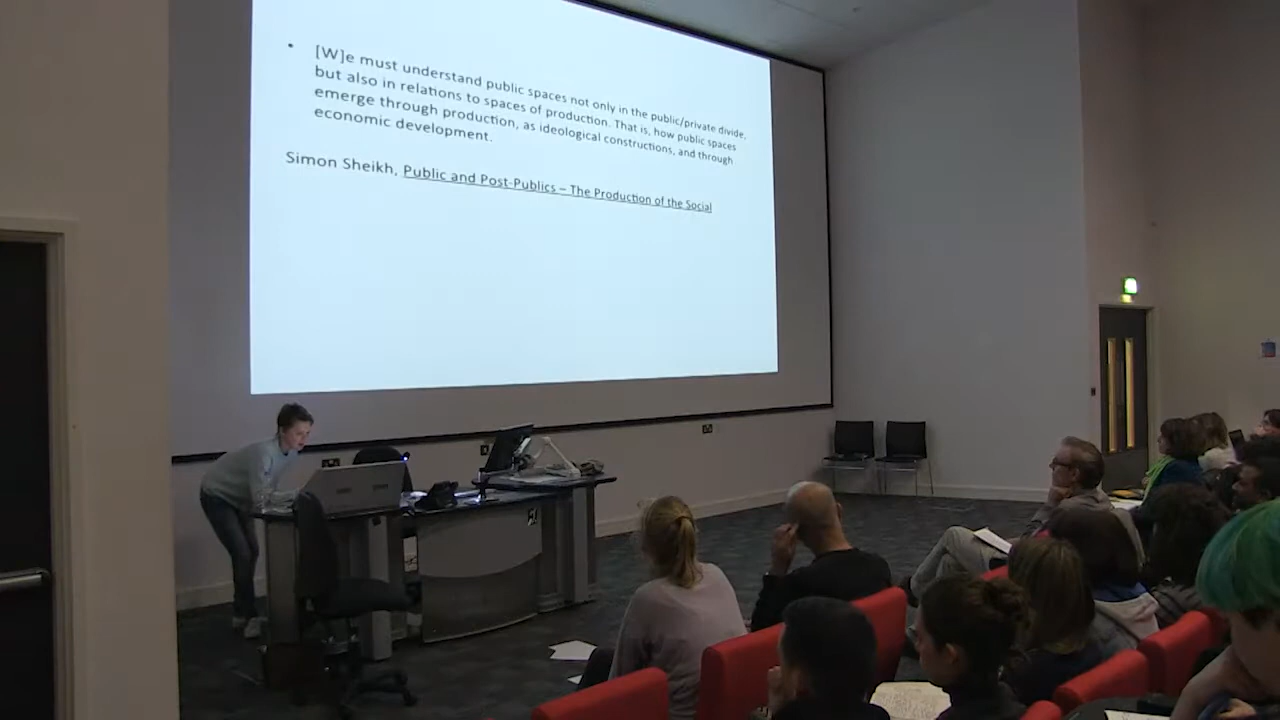 • [W]e must understand public spaces not only in the public/private divide,
but also in relations to spaces of production. That is, how public spaces
emerge through production, as ideological constructions, and through
economic development.
Simon Sheikh, Public and Post-Publics – The Production of the Social